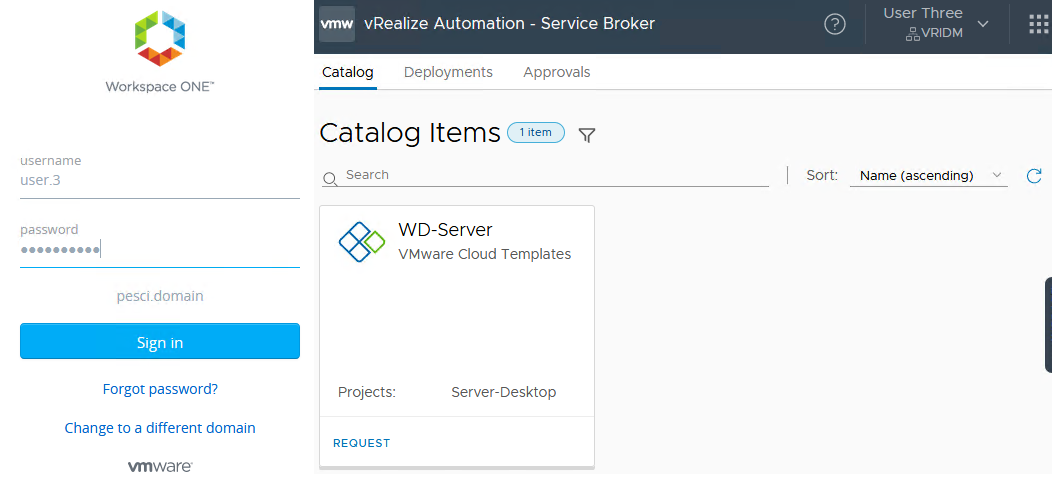 Workspace ONE™
username
user.3
password
••••••••••
pesci.domain
Sign in
Forgot password?
Change to a different domain
vmware®
vmw vRealize Automation - Service Broker
?
User Three
VRIDM
Catalog Deployments Approvals
Catalog Items 1 item
Search
Sort: Name (ascending)
WD-Server
VMware Cloud Templates
Projects: Server-Desktop
REQUEST